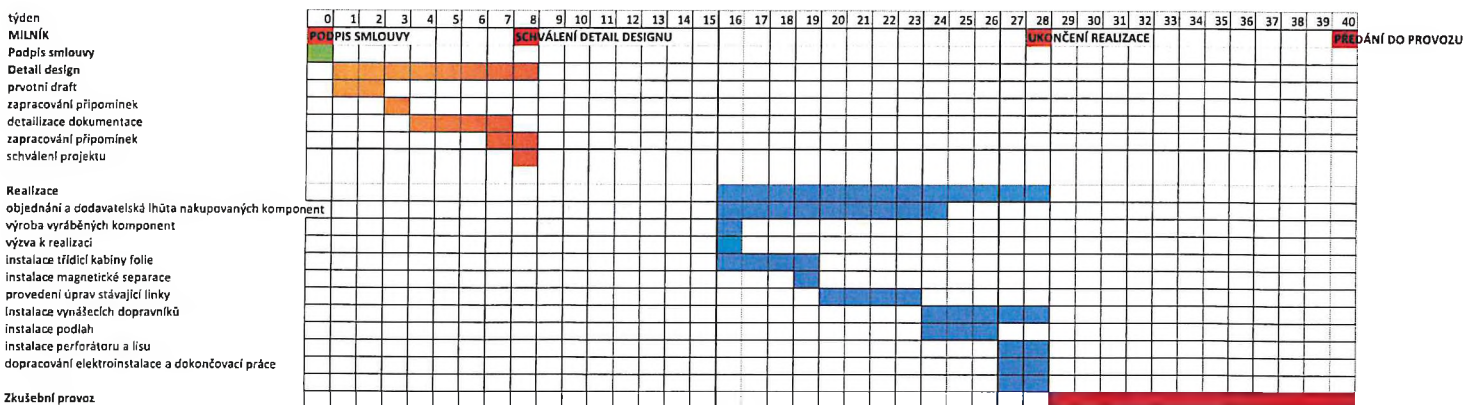 týden 0 1 2 3 4 5 6 7 8 9 10 11 12 13 14 15 16 17 18 19 20 21 22 23 24 25 26 27 28 29 30 31 32 33 34 35 36 37 38 39 40
MILNÍK PODPIS SMLOUVY SCHVÁLENÍ DETAIL DESIGNU UKONČENÍ REALIZACE PŘEDÁNÍ DO PROVOZU
Podpis smlouvy
Detail design
prvotní draft
zapracování připomínek
detailizace dokumentace
zapracování připomínek
schválení projektu
Realizace
objednání a dodavatelská lhůta nakupovaných komponent
výroba vyráběných komponent
výzva k realizaci
instalace třídicí kabiny folie
instalace magnetické separace
provedení úprav stávající linky
Instalace vynášecích dopravníků
instalace podlah
instalace perforátoru a lisu
dopracování elektroinstalace a dokončovací práce
Zkušební provoz